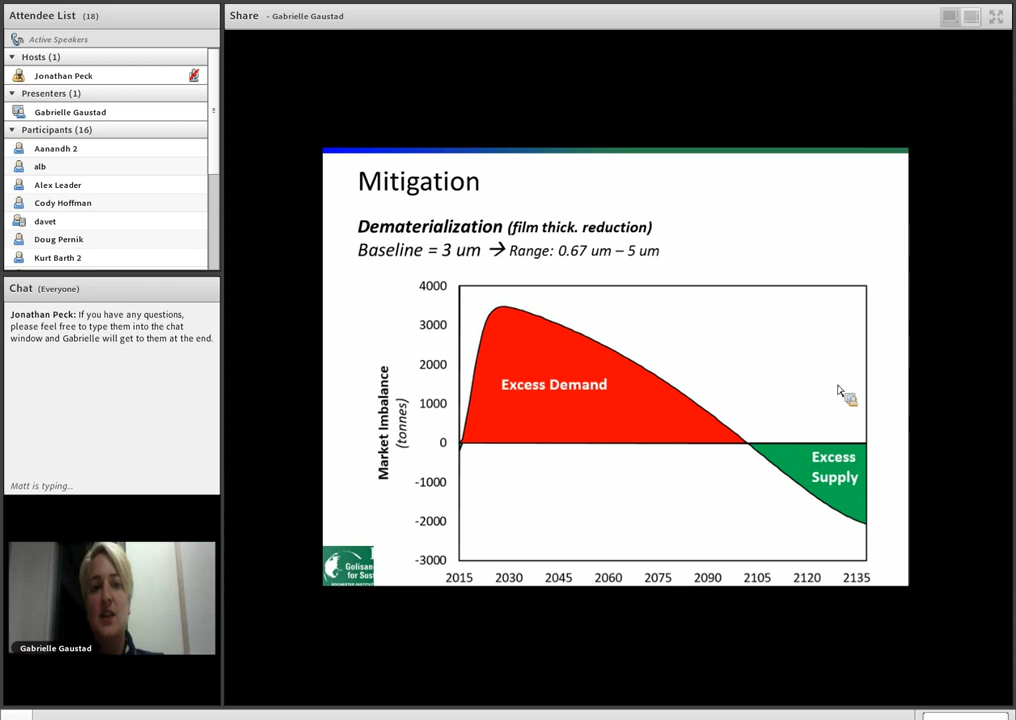 Attendee List (18)
Active Speakers
Hosts (1)
Jonathan Peck
Presenters (1)
Gabrielle Gaustad
Participants (16)
Aanandh 2
alb
Alex Leader
Cody Hoffman
davet
Doug Pernik
Kurt Barth 2
Chat (Everyone)
Jonathan Peck: If you have any questions,
please feel free to type them into the chat
window and Gabrielle will get to them at the end.
Matt is typing...
Gabrielle Gaustad
Share - Gabrielle Gaustad
Mitigation
Dematerialization (film thick. reduction)
Baseline = 3 um → Range: 0.67 um – 5 um
Market Imbalance
(tonnes)
4000
3000
2000
1000
0
-1000
-2000
-3000
Excess Demand
Excess
Supply
2015 2030 2045 2060 2075 2090 2105 2120 2135
Golisan
for Sust